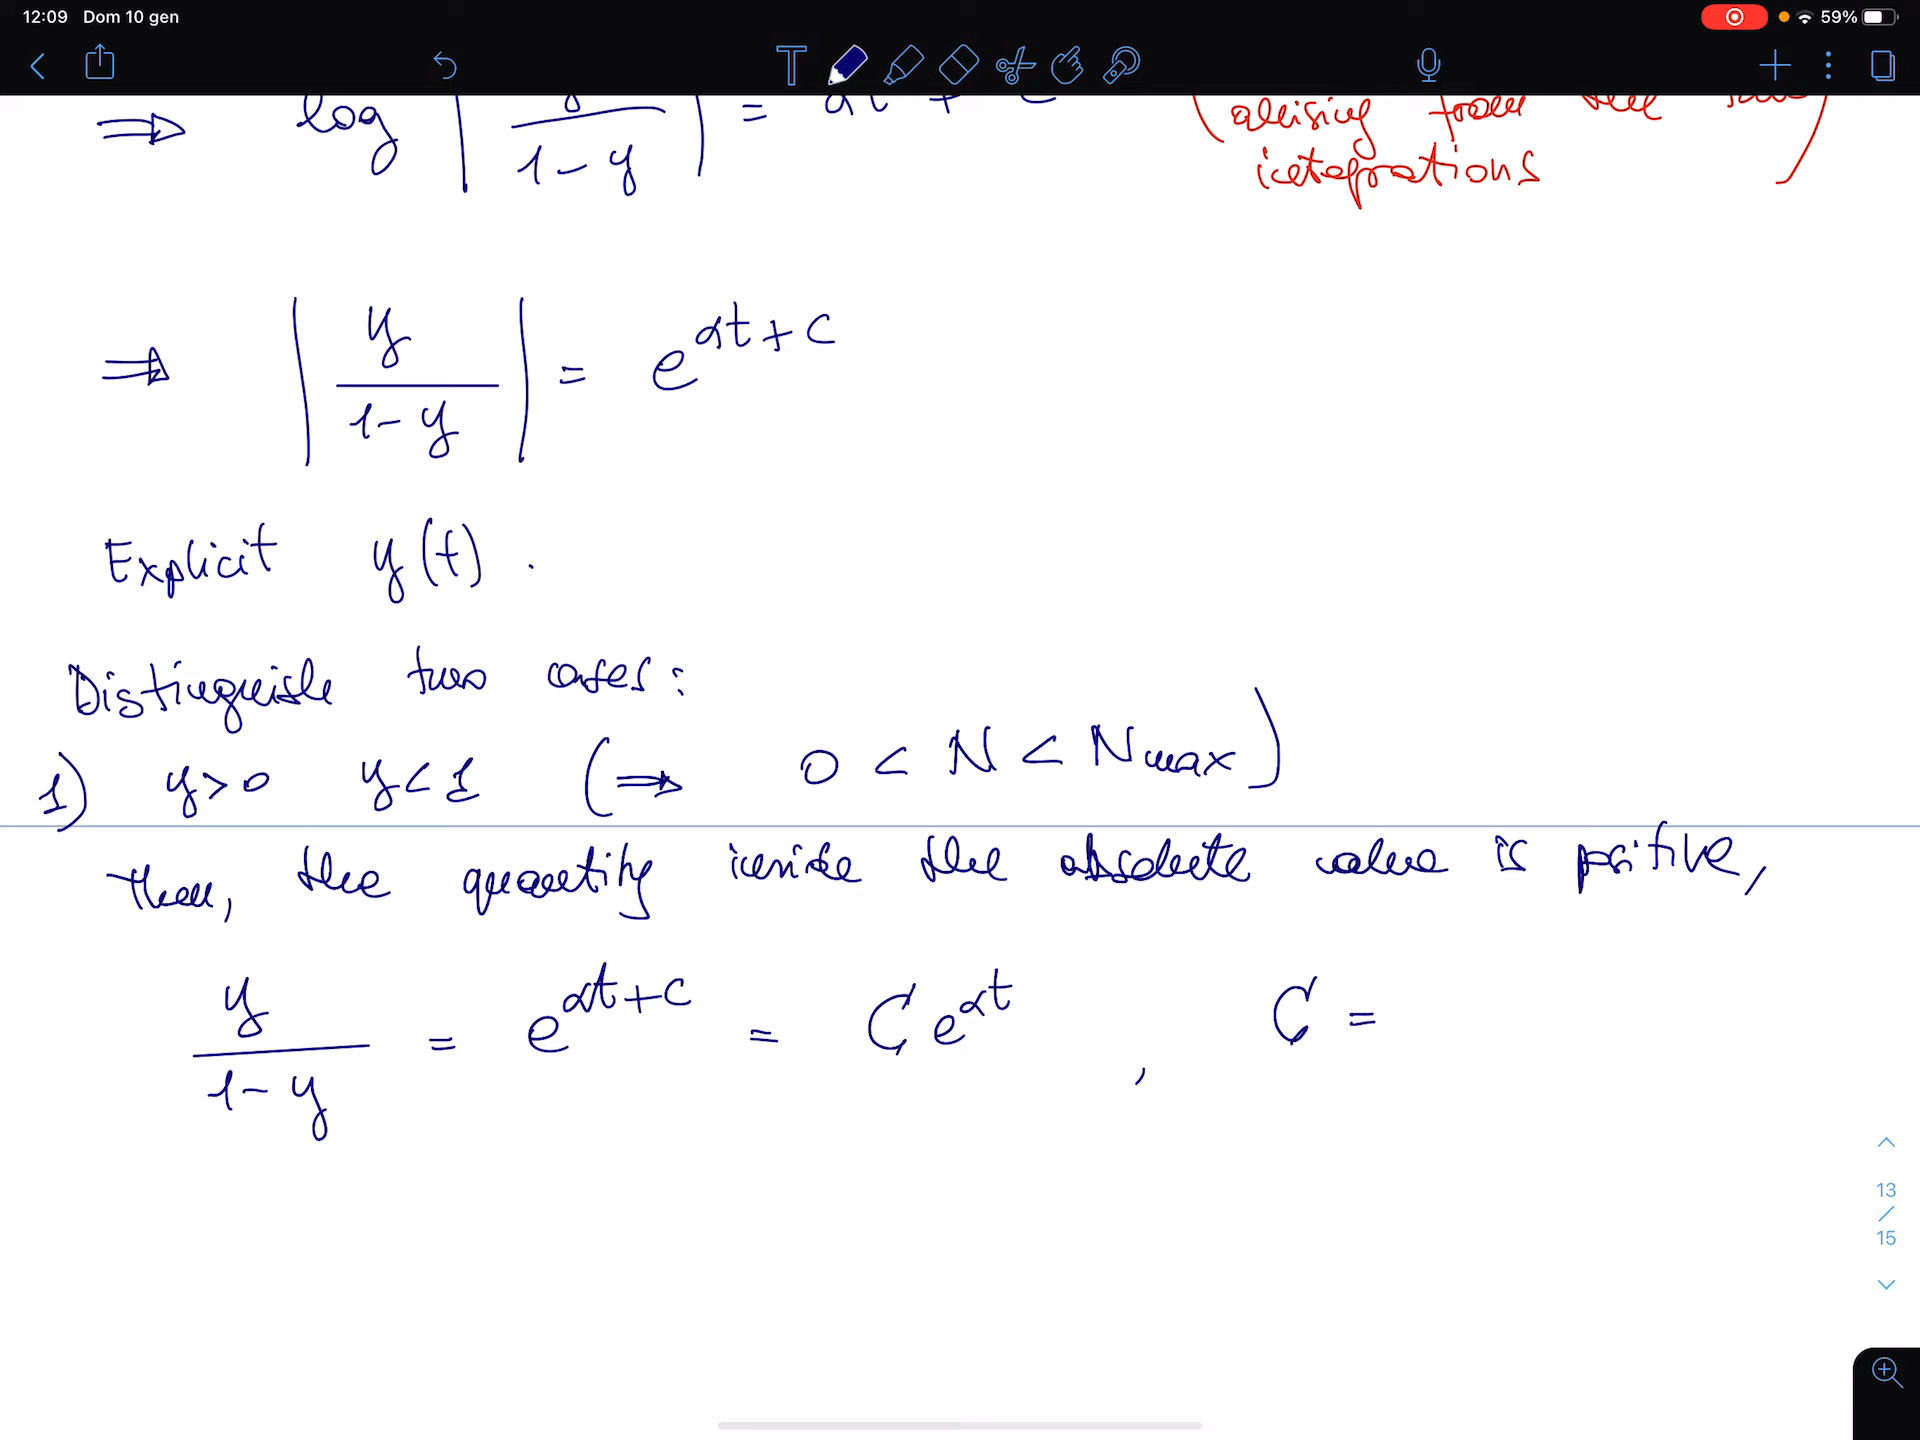 12:09 Dom 10 gen 59%
⇒ log | y / 1-y | = αt + c
( arising from the
integrations )
⇒ | y / 1-y | = e^{αt+c}
Explicit y(t).
Distinguish two cases:
1) y>0 y<1 (⇒ 0 < N < Nmax)
then, the quantity inside the absolute value is positive,
y / 1-y = e^{αt+c} = C e^{αt} , C =
13
/
15